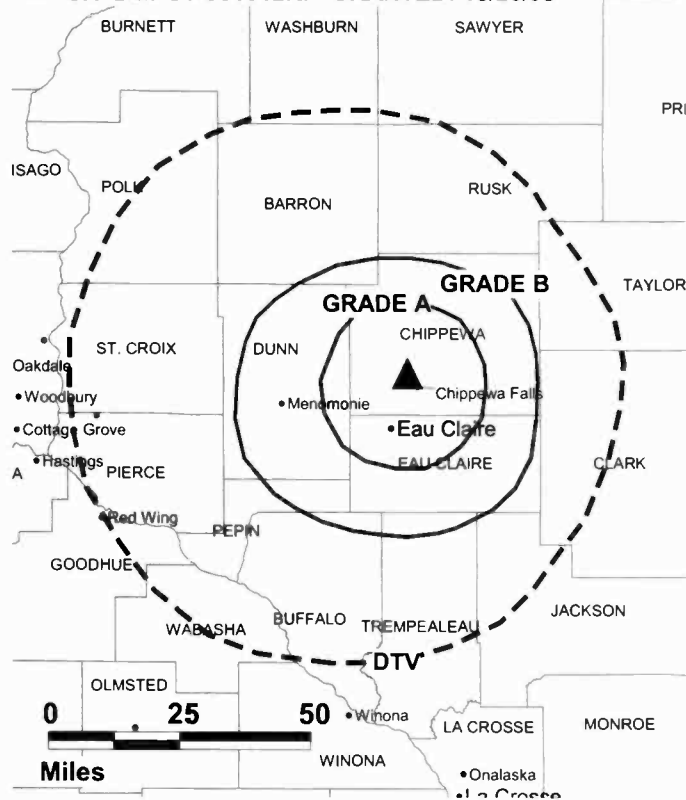 BURNETT
WASHBURN
SAWYER
ISAGO
POLK
BARRON
RUSK
GRADE B
TAYLOR
GRADE A
CHIPPEWA
ST. CROIX
DUNN
Oakdale
Chippewa Falls
Woodbury
Menomonie
Cottage Grove
Eau Claire
Hastings
A
PIERCE
EAU CLAIRE
CLARK
Red Wing
PEPIN
GOODHUE
BUFFALO
JACKSON
WABASHA
TREMPEALEAU
DTV
OLMSTED
0 25 50
Winona
LA CROSSE
MONROE
Miles
WINONA
Onalaska
La Crosse